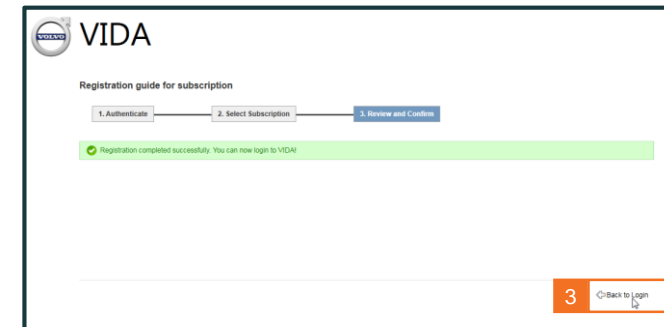 VOLVO
VIDA
Registration guide for subscription
1. Authenticate
2. Select Subscription
3. Review and Confirm
Registration completed successfully. You can now login to VIDA!
3
Back to Login